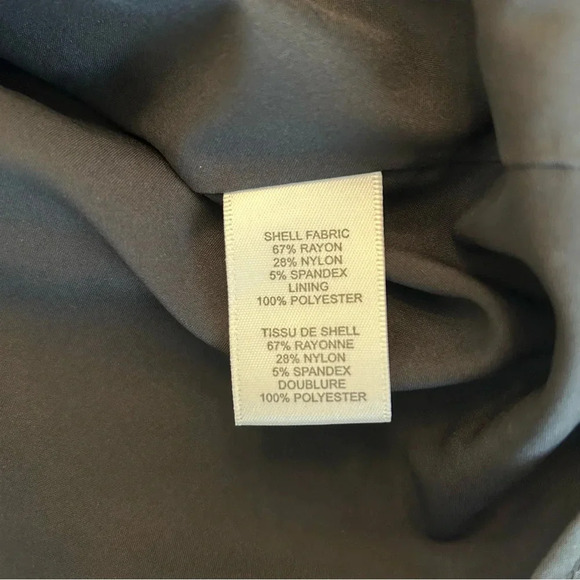 SHELL FABRIC
67% RAYON
28% NYLON
5% SPANDEX
LINING
100% POLYESTER
TISSU DE SHELL
67% RAYONNE
28% NYLON
5% SPANDEX
DOUBLURE
100% POLYESTER